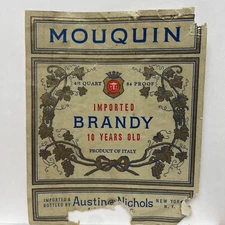 MOUQUIN
4/5 QUART 84 PROOF
IMPORTED
BRANDY
10 YEARS OLD
PRODUCT OF ITALY
IMPORTED & BOTTLED BY Austin Nichols NEW YORK N.Y.